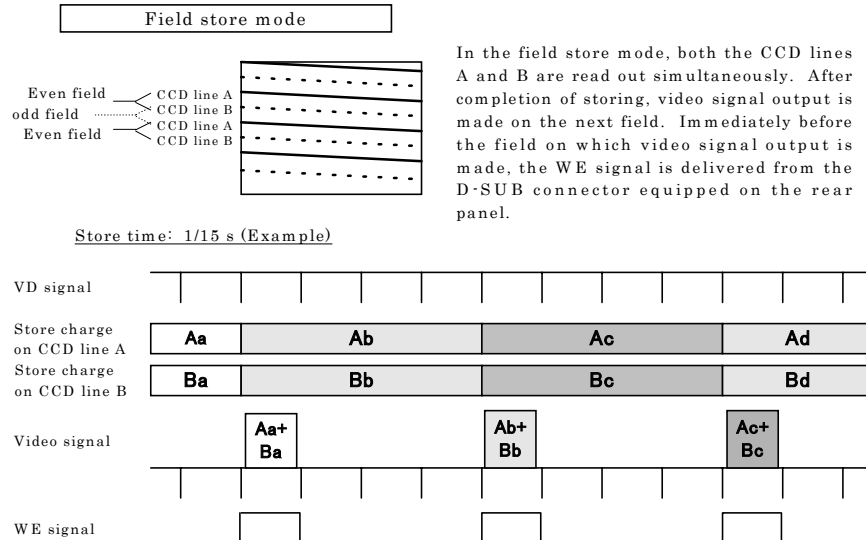 Field store mode
Even field
odd field
Even field
CCD line A
CCD line B
CCD line A
CCD line B
In the field store mode, both the CCD lines
A and B are read out simultaneously. After
completion of storing, video signal output is
made on the next field. Immediately before
the field on which video signal output is
made, the WE signal is delivered from the
D-SUB connector equipped on the rear
panel.
Store time: 1/15 s (Example)
VD signal
Store charge
on CCD line A
Aa Ab Ac Ad
Store charge
on CCD line B
Ba Bb Bc Bd
Video signal
Aa+
Ba
Ab+
Bb
Ac+
Bc
WE signal